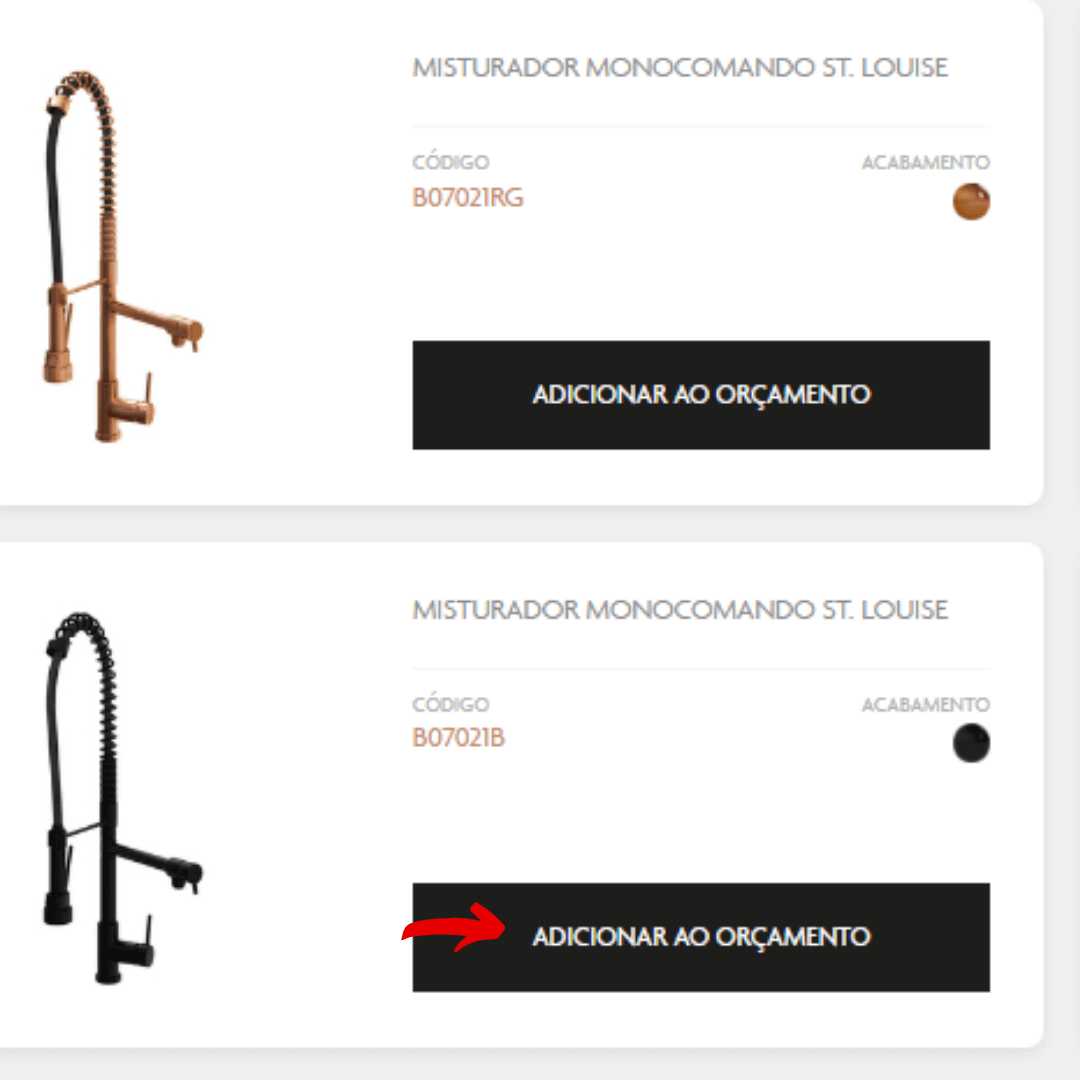 MISTURADOR MONOCOMANDO ST. LOUISE
CÓDIGO ACABAMENTO
B07021RG
ADICIONAR AO ORÇAMENTO
MISTURADOR MONOCOMANDO ST. LOUISE
CÓDIGO ACABAMENTO
B07021B
ADICIONAR AO ORÇAMENTO